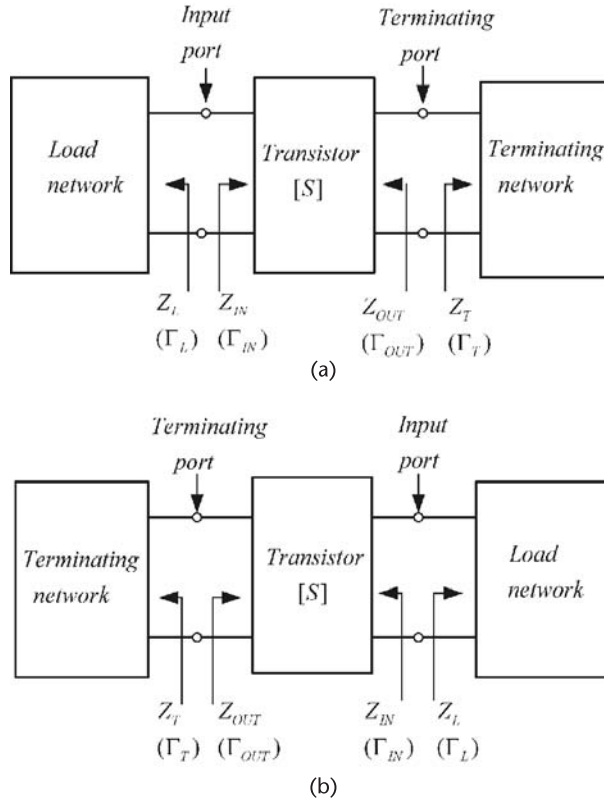 Input
port
Terminating
port
Load
network
Transistor
[S]
Terminating
network
Z_L
(Γ_L)
Z_IN
(Γ_IN)
Z_OUT
(Γ_OUT)
Z_T
(Γ_T)
(a)
Terminating
port
Input
port
Terminating
network
Transistor
[S]
Load
network
Z_T
(Γ_T)
Z_OUT
(Γ_OUT)
Z_IN
(Γ_IN)
Z_L
(Γ_L)
(b)